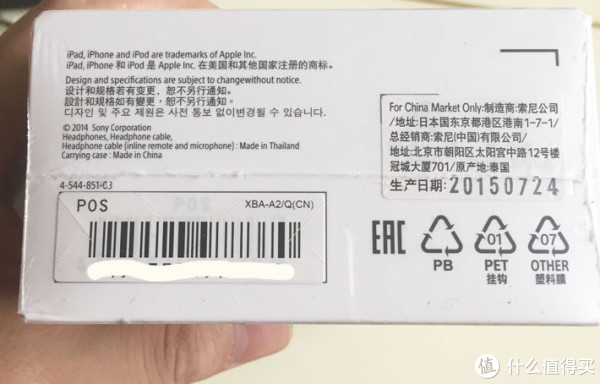 iPad, iPhone and iPod are trademarks of Apple Inc.
iPad, iPhone 和 iPod 是 Apple Inc. 在美国和其他国家注册的商标。
Design and specifications are subject to changewithout notice.
设计和规格若有变更，恕不另行通知。
設計和規格如有變更，恕不另行通知。
디자인 및 주요 제원은 사전 통보 없이변경될 수 있습니다.
© 2014 Sony Corporation
Headphones, Headphone cable,
Headphone cable (inline remote and microphone) : Made in Thailand
Carrying case : Made in China
4-544-851-03
POS
XBA-A2/Q(CN)
For China Market Only:制造商:索尼公司
/地址:日本国东京都港区港南1-7-1/
总经销商:索尼(中国)有限公司/
地址:北京市朝阳区太阳宫中路12号楼
冠城大厦701/原产地:泰国
生产日期: 20150724
EAC
PB
01
PET
挂钩
07
OTHER
塑料膜
值 什么值得买